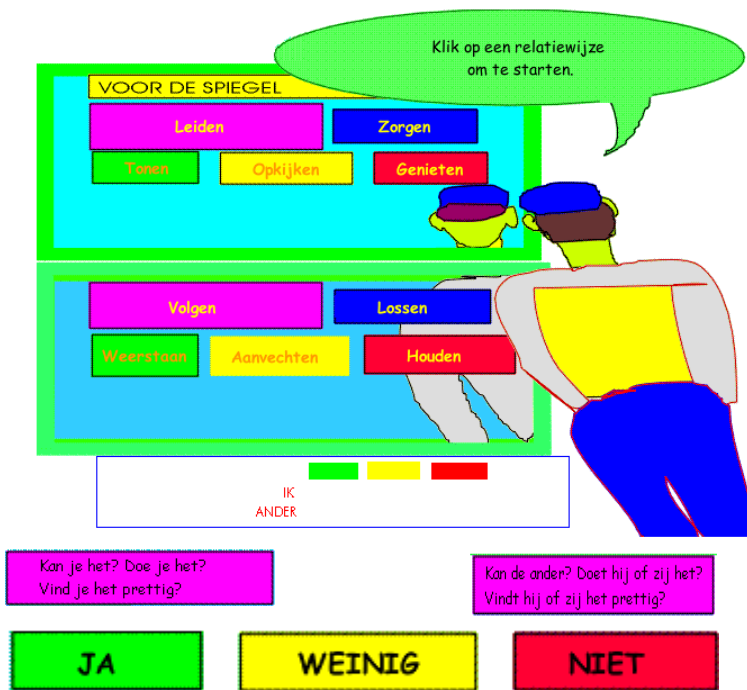 Klik op een relatiewijze
om te starten.
VOOR DE SPIEGEL
Leiden
Zorgen
Tonen
Opkijken
Genieten
Volgen
Lossen
Weerstaan
Aanvechten
Houden
IK
ANDER
Kan je het? Doe je het?
Vind je het prettig?
Kan de ander? Doet hij of zij het?
Vindt hij of zij het prettig?
JA
WEINIG
NIET